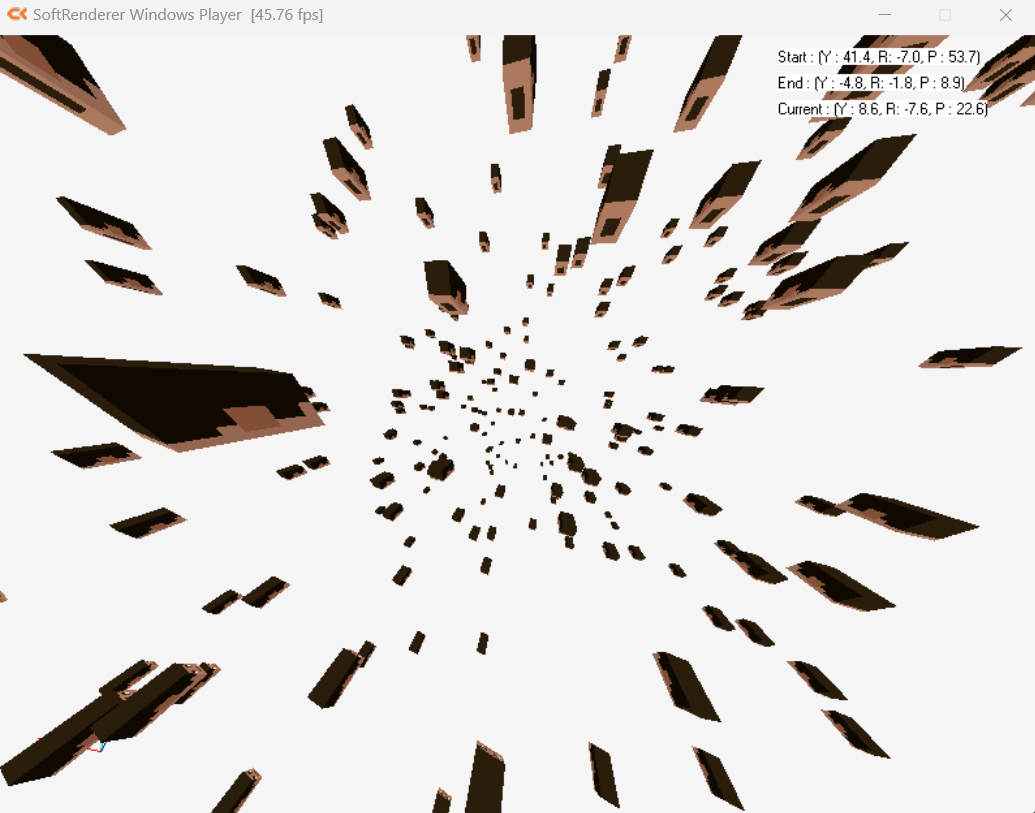 SoftRenderer Windows Player [45.76 fps]
Start : (Y : 41.4, R: -7.0, P : 53.7)
End : (Y : -4.8, R: -1.8, P : 8.9)
Current : (Y : 8.6, R: -7.6, P : 22.6)